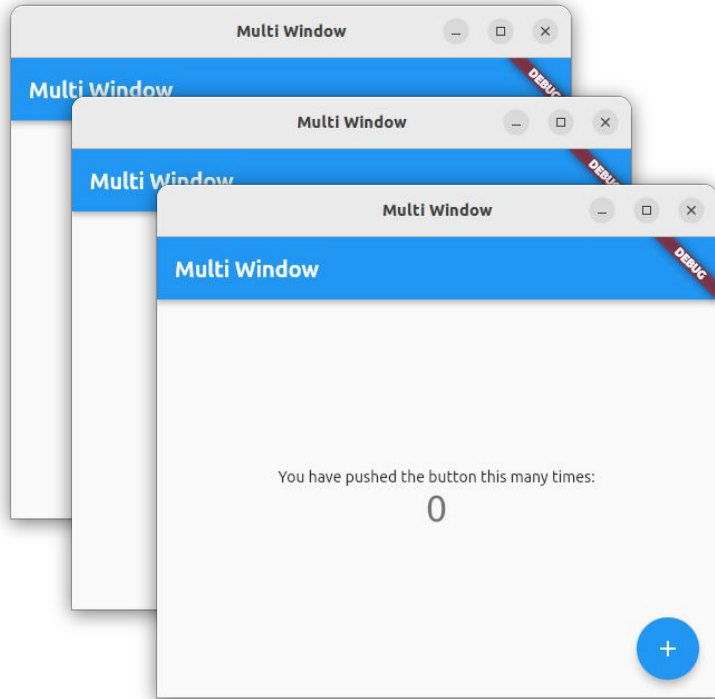 Multi Window
Multi Window
DEBUG
Multi Window
Multi Window
DEBUG
Multi Window
Multi Window
DEBUG
You have pushed the button this many times:
0
+